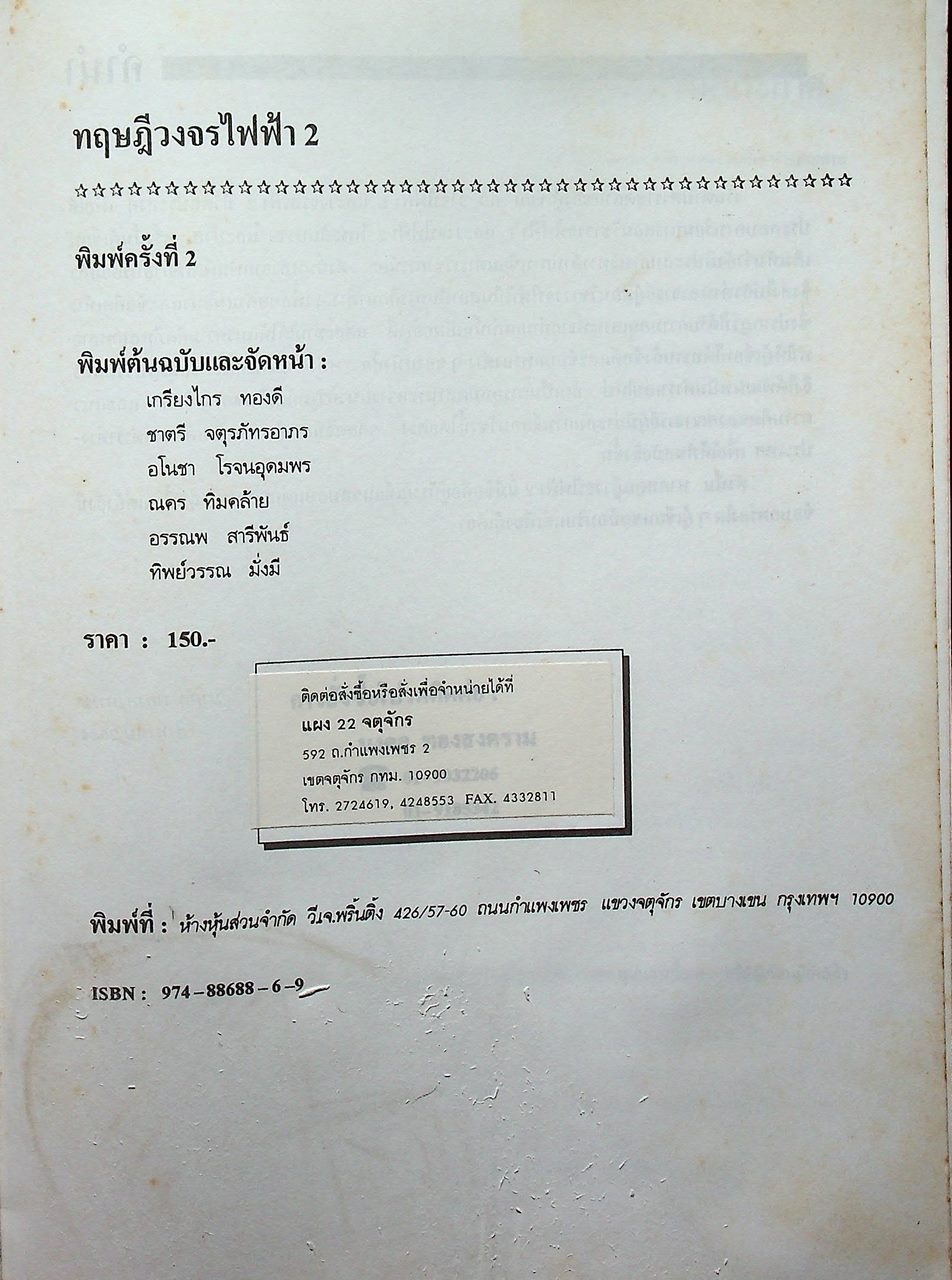 ทฤษฎีวงจรไฟฟ้า 2
☆☆☆☆☆☆☆☆☆☆☆☆☆☆☆☆☆☆☆☆☆☆☆☆☆☆☆☆☆☆☆☆☆☆☆☆☆☆☆☆☆☆☆
พิมพ์ครั้งที่ 2
พิมพ์ต้นฉบับและจัดหน้า :
เกรียงไกร ทองดี
ชาตรี จตุรภัทรอาภร
อโนชา โรจนอุดมพร
ณคร ทิมคล้าย
อรรณพ สารีพันธ์
ทิพย์วรรณ มั่งมี
ราคา : 150.-
ติดต่อสั่งซื้อหรือสั่งเพื่อจำหน่ายได้ที่
แผง 22 จตุจักร
592 ถ.กำแพงเพชร 2
เขตจตุจักร กทม. 10900
โทร. 2724619, 4248553 FAX. 4332811
พิมพ์ที่ : ห้างหุ้นส่วนจำกัด วี.เจ.พริ้นติ้ง 426/57-60 ถนนกำแพงเพชร แขวงจตุจักร เขตบางเขน กรุงเทพฯ 10900
ISBN : 974-88688-6-9